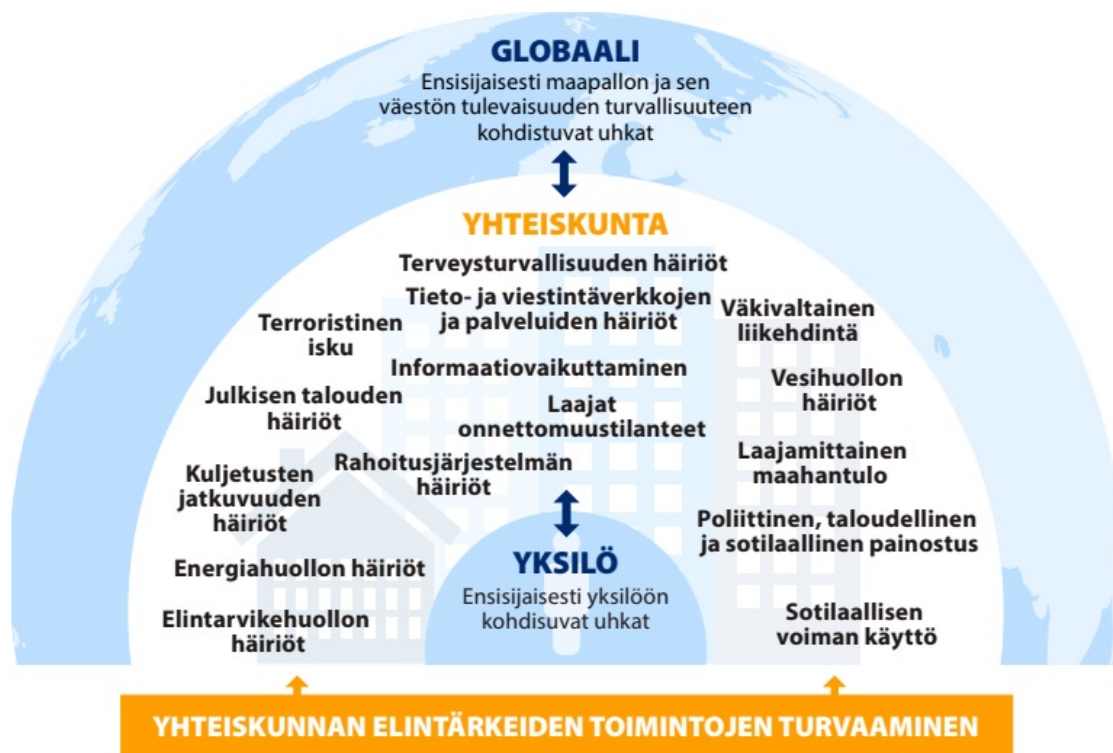 GLOBAALI
Ensisijaisesti maapallon ja sen
väestön tulevaisuuden turvallisuuteen
kohdistuvat uhkat
YHTEISKUNTA
Terveysturvallisuuden häiriöt
Tieto- ja viestintäverkkojen
ja palveluiden häiriöt
Terroristinen
isku
Väkivaltainen
liikehdintä
Informaatiovaikuttaminen
Julkisen talouden
häiriöt
Vesihuollon
häiriöt
Laajat
onnettomuustilanteet
Rahoitusjärjestelmän
häiriöt
Laajamittainen
maahantulo
Kuljetusten
jatkuvuuden
häiriöt
Poliittinen, taloudellinen
ja sotilaallinen painostus
Energiahuollon häiriöt
YKSILÖ
Ensisijaisesti yksilöön
kohdisuvat uhkat
Elintarvikehuollon
häiriöt
Sotilaallisen
voiman käyttö
YHTEISKUNNAN ELINTÄRKEIDEN TOIMINTOJEN TURVAAMINEN